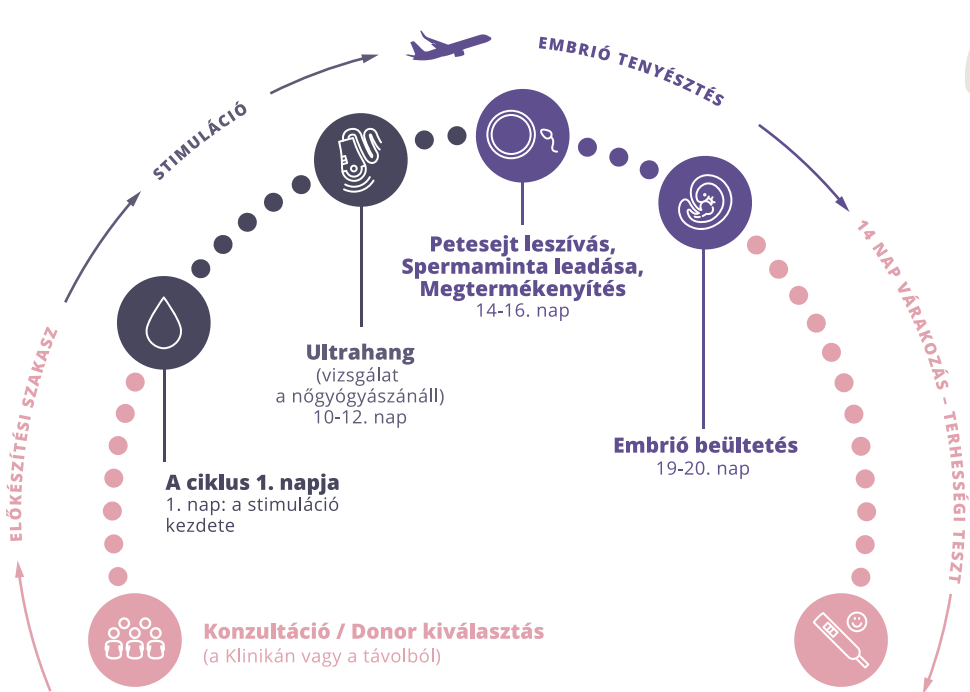 EMBRIÓ TENYÉSZTÉS
STIMULÁCIÓ
ELŐKÉSZÍTÉSI SZAKASZ
14 NAP VÁRAKOZÁS – TERHESSÉGI TESZT
Petesejt leszívás,
Spermaminta leadása,
Megtermékenyítés
14-16. nap
Ultrahang
(vizsgálat
a nőgyógyászánáll)
10-12. nap
Embrió beültetés
19-20. nap
A ciklus 1. napja
1. nap: a stimuláció
kezdete
Konzultáció / Donor kiválasztás
(a Klinikán vagy a távolból)